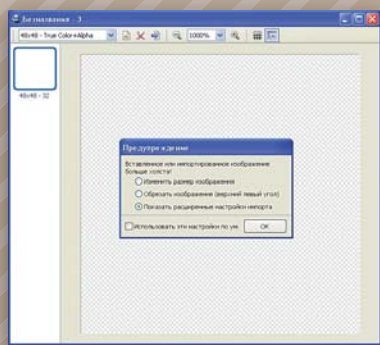 Безназвания - 3
48x48 - True Color+Alpha
1000%
48x48 - 32
Предупреждение
Вставленное или импортированное изображение
больше холста!
Изменить размер изображения
Обрезать изображение (верхний левый угол)
Показать расширенные настройки импорта
Использовать эти настройки по ум
OK